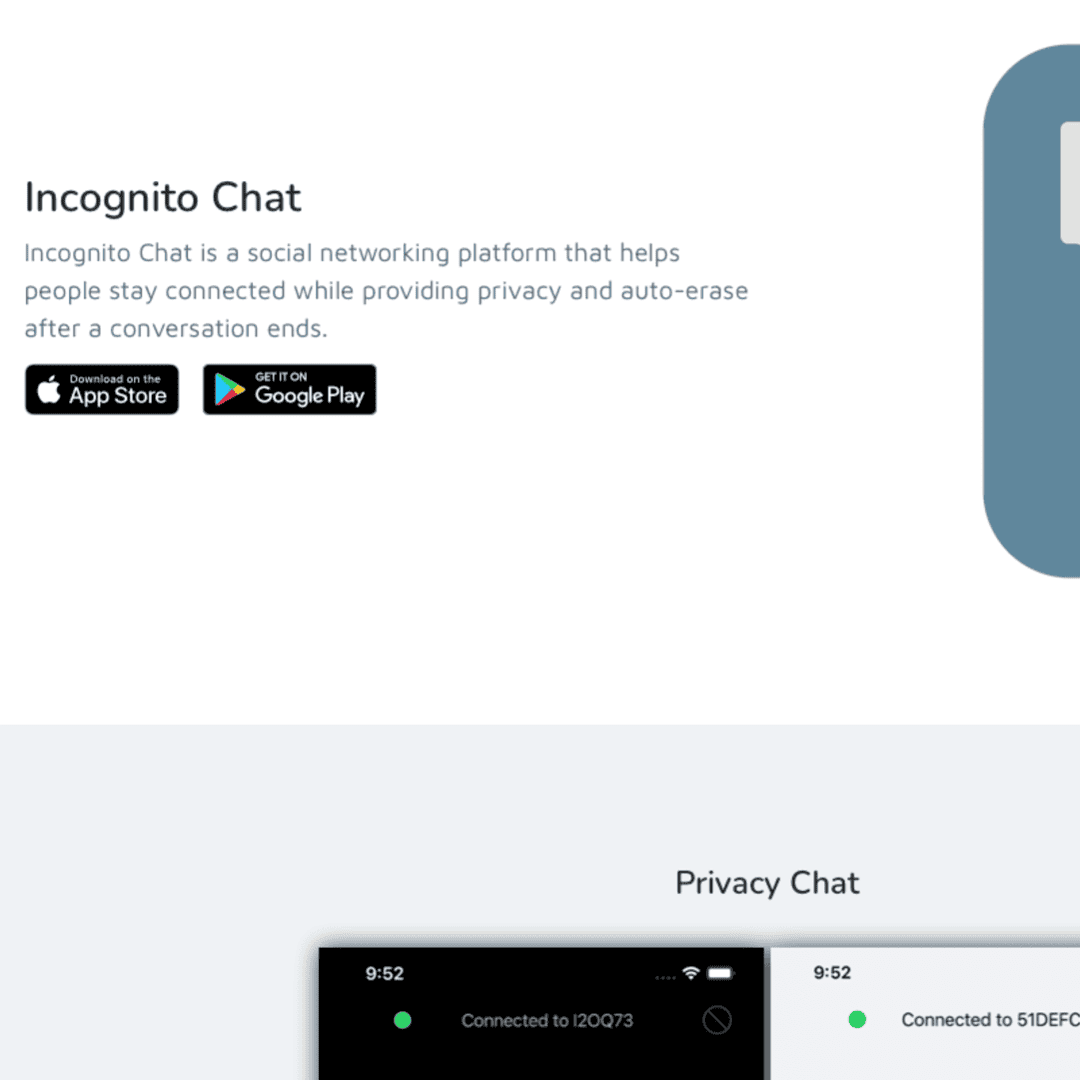 Incognito Chat
Incognito Chat is a social networking platform that helps
people stay connected while providing privacy and auto-erase
after a conversation ends.
Download on the
App Store
GET IT ON
Google Play
Privacy Chat
9:52
Connected to I2OQ73
9:52
Connected to 51DEFC